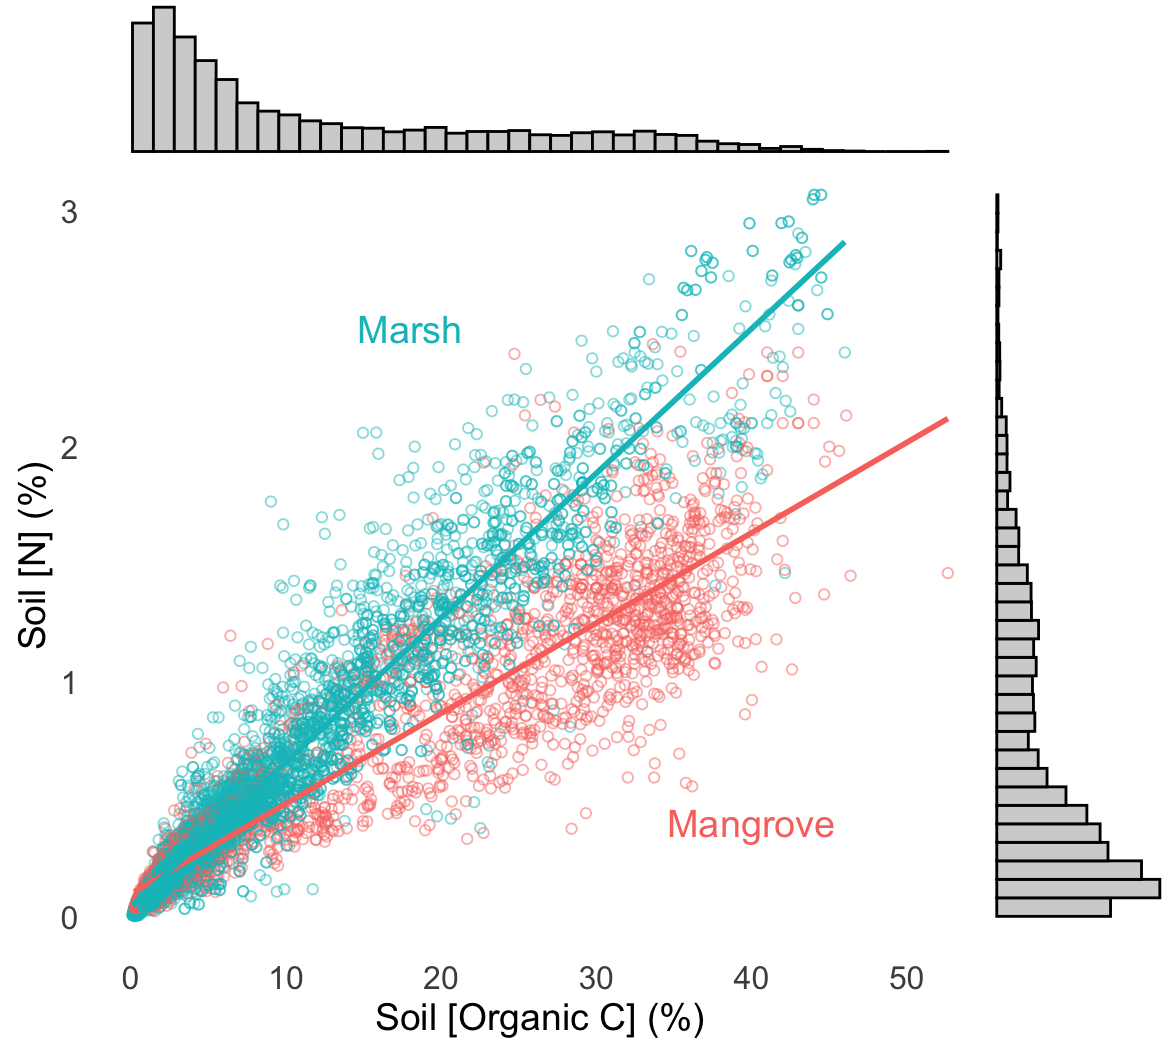 3
Marsh
2
Soil [N] (%)
1
Mangrove
0
0 10 20 30 40 50
Soil [Organic C] (%)